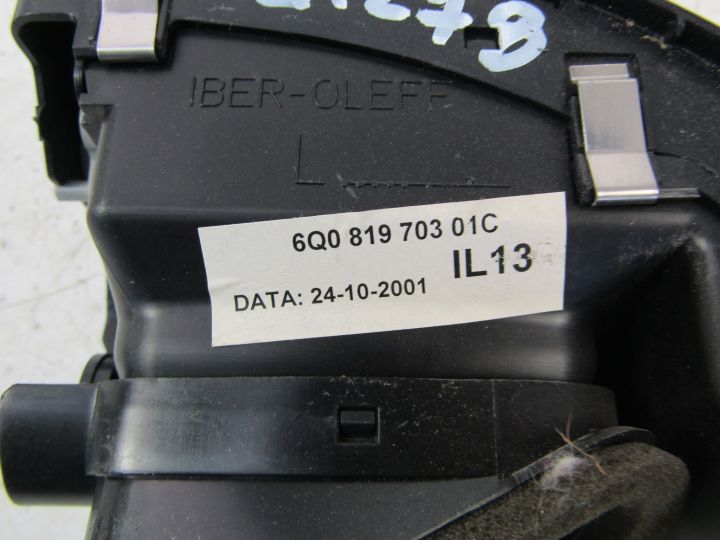 IBER-OLEFF
L
6Q0 819 703 01C
IL13
DATA: 24-10-2001